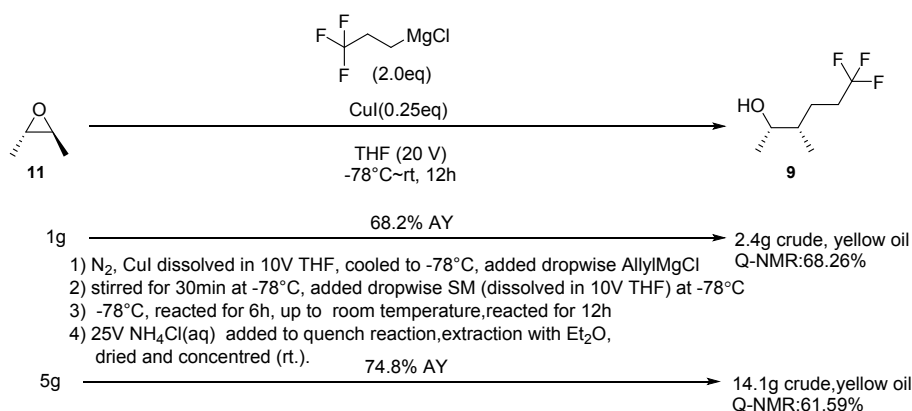 MgCl
F
F
F
(2.0eq)
CuI(0.25eq)
THF (20 V)
-78°C~rt, 12h
O
11
F
F
F
HO
9
1g
68.2% AY
2.4g crude, yellow oil
Q-NMR:68.26%
1) N₂, CuI dissolved in 10V THF, cooled to -78°C, added dropwise AllylMgCl
2) stirred for 30min at -78°C, added dropwise SM (dissolved in 10V THF) at -78°C
3) -78°C, reacted for 6h, up to room temperature,reacted for 12h
4) 25V NH₄Cl(aq) added to quench reaction,extraction with Et₂O,
dried and concentred (rt.).
5g
74.8% AY
14.1g crude,yellow oil
Q-NMR:61.59%